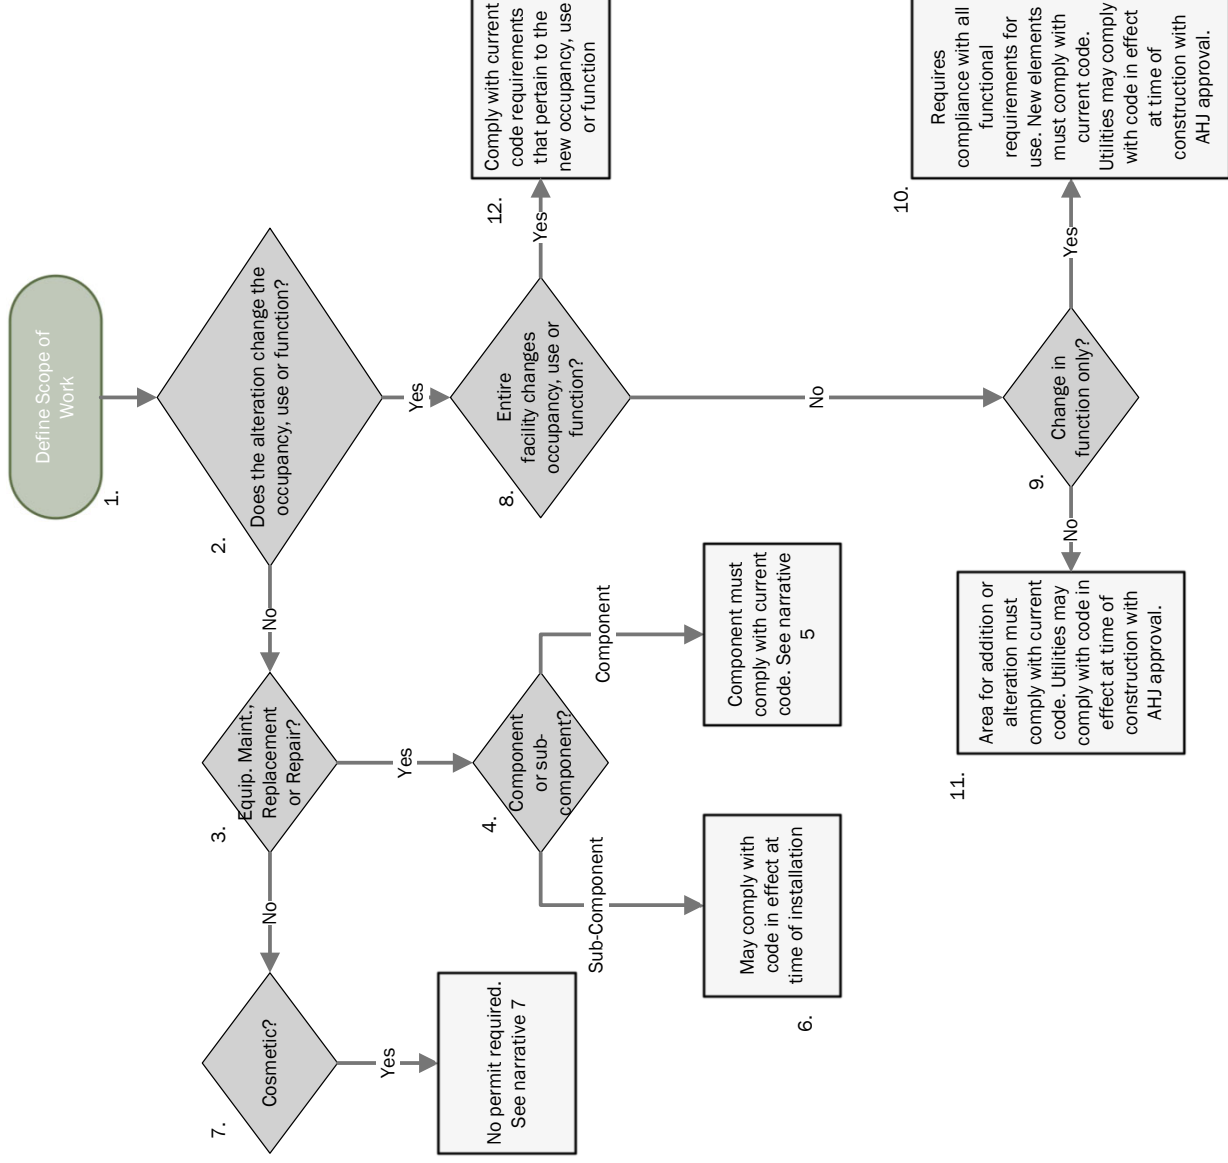 Define Scope of
Work
1.
2.
Does the alteration change the
occupancy, use or function?
No
Yes
3.
Equip. Maint.,
Replacement
or Repair?
No
Yes
7.
Cosmetic?
Yes
No permit required.
See narrative 7
4.
Component
or sub-
component?
Sub-Component
Component
6.
May comply with
code in effect at
time of installation
Component must
comply with current
code. See narrative
5
8.
Entire
facility changes
occupancy, use or
function?
Yes
12.
Comply with current
code requirements
that pertain to the
new occupancy, use
or function
No
9.
Change in
function only?
No
Yes
11.
Area for addition or
alteration must
comply with current
code. Utilities may
comply with code in
effect at time of
construction with
AHJ approval.
10.
Requires
compliance with all
functional
requirements for
use. New elements
must comply with
current code.
Utilities may comply
with code in effect
at time of
construction with
AHJ approval.